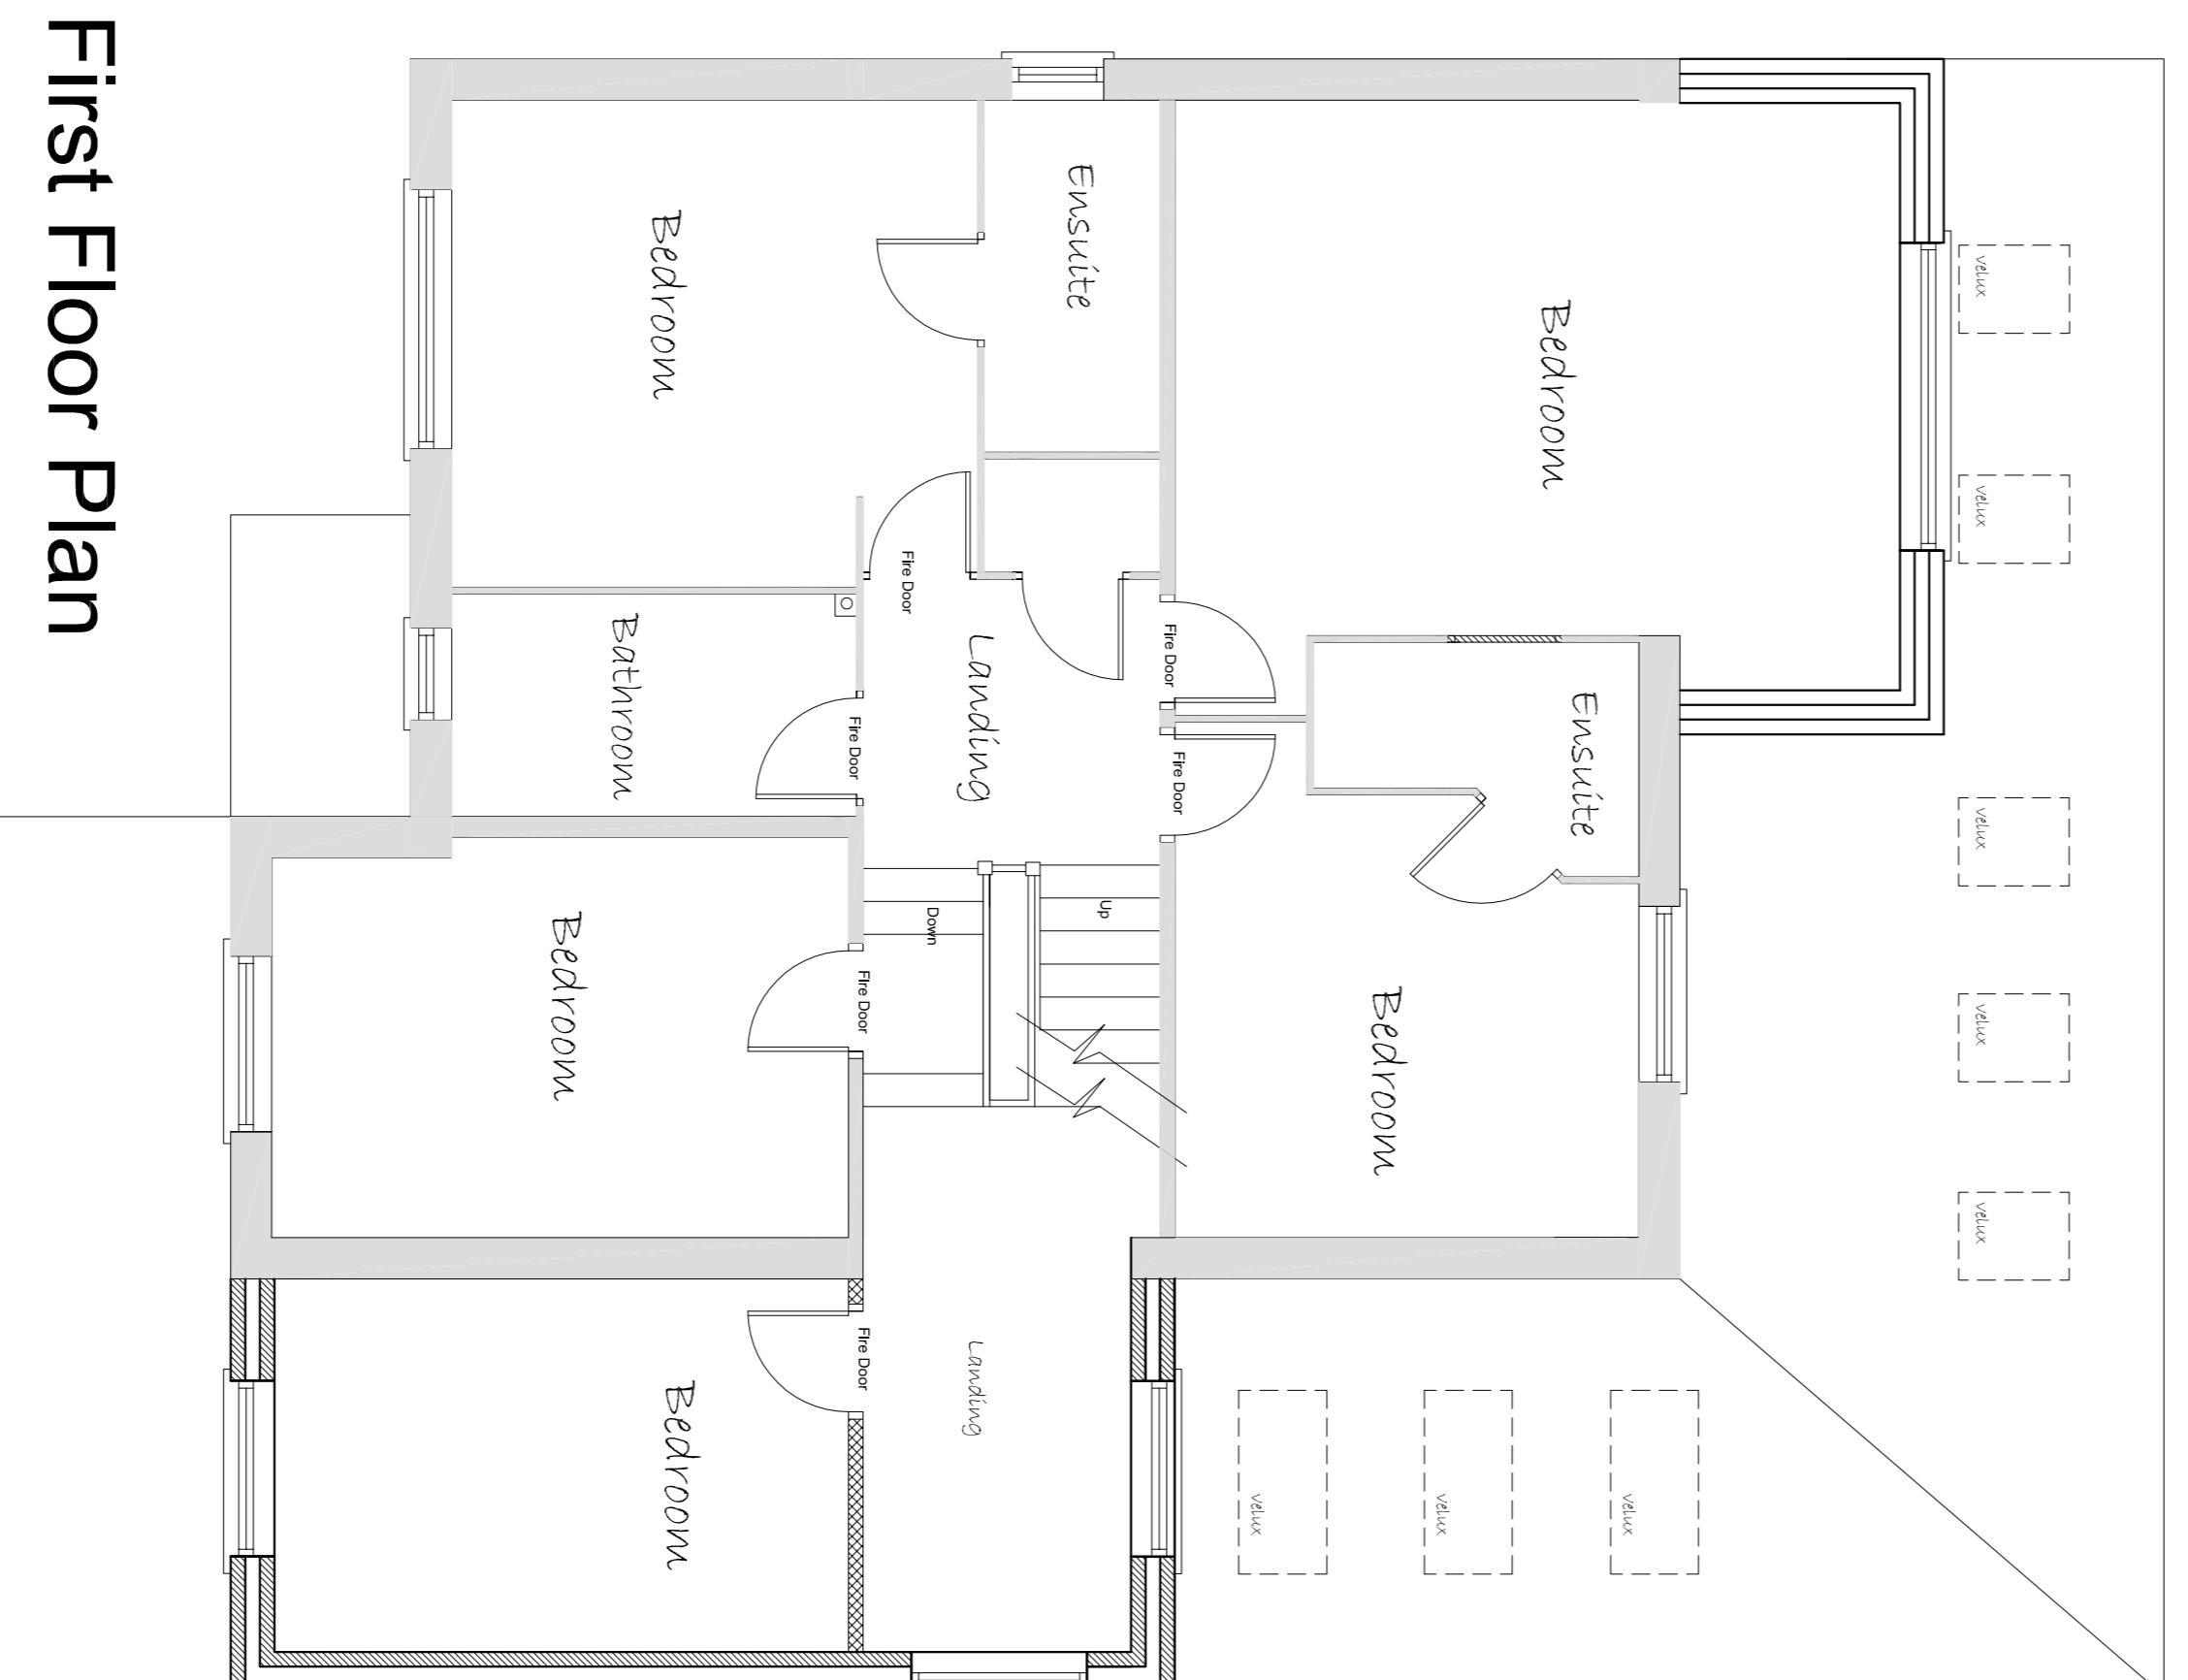 velux
velux
velux
velux
velux
velux
Ensuite
Bedroom
velux
Bedroom
velux
Fire Door
Fire Door
Up
Ensuite
Landing
Landing
Down
Fire Door
FIre Door
FIre Door
Fire Door
Bedroom
Bedroom
Bathroom
Bedroom
First Floor Plan